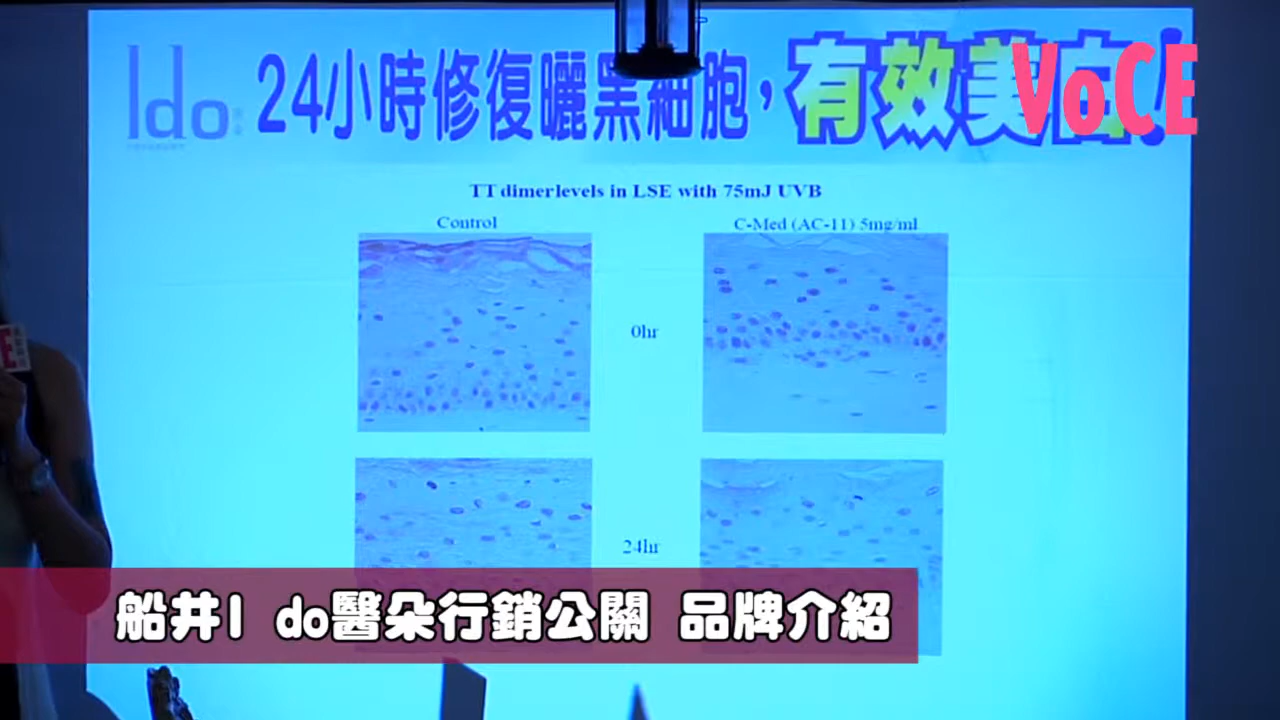 Ido
24小時修復曬黑細胞,有效美白!
VoCE
TT dimerlevels in LSE with 75mJ UVB
Control
C-Med (AC-11) 5mg/ml
0hr
24hr
船井I do醫朵行銷公關 品牌介紹